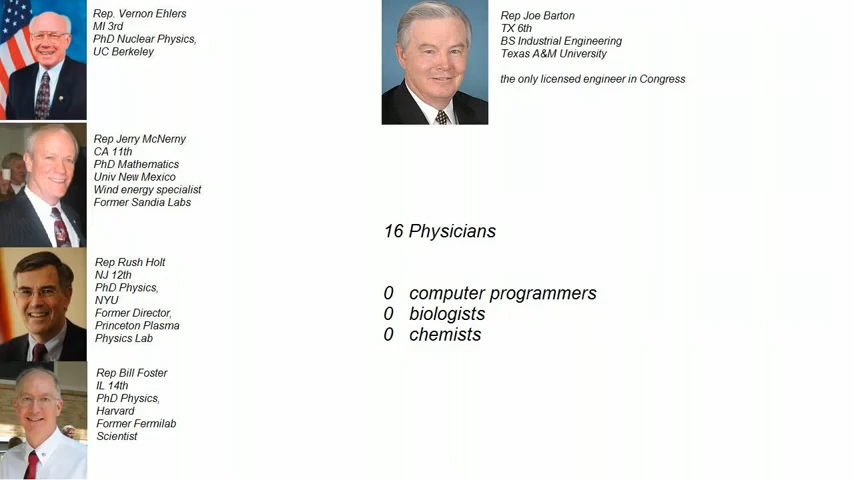 Rep. Vernon Ehlers
MI 3rd
PhD Nuclear Physics,
UC Berkeley
Rep Jerry McNerny
CA 11th
PhD Mathematics
Univ New Mexico
Wind energy specialist
Former Sandia Labs
Rep Rush Holt
NJ 12th
PhD Physics,
NYU
Former Director,
Princeton Plasma
Physics Lab
Rep Bill Foster
IL 14th
PhD Physics,
Harvard
Former Fermilab
Scientist
Rep Joe Barton
TX 6th
BS Industrial Engineering
Texas A&M University
the only licensed engineer in Congress
16 Physicians
0 computer programmers
0 biologists
0 chemists